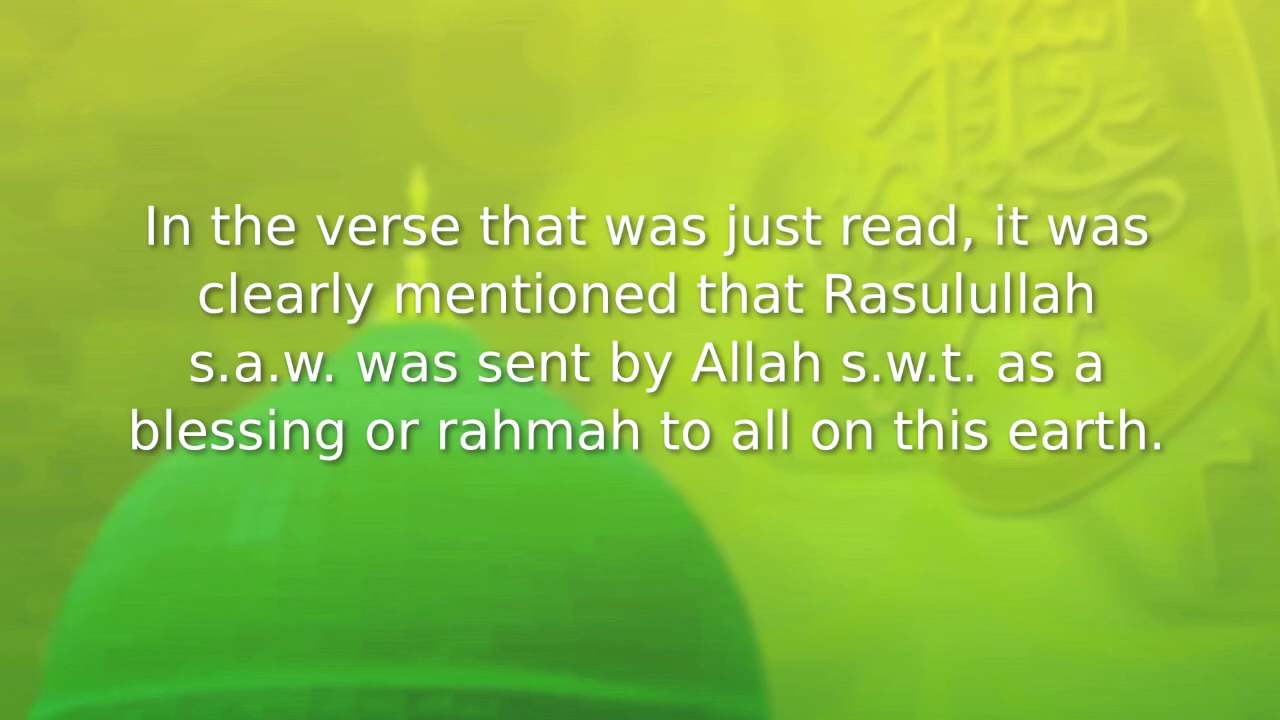 In the verse that was just read, it was
clearly mentioned that Rasulullah
s.a.w. was sent by Allah s.w.t. as a
blessing or rahmah to all on this earth.